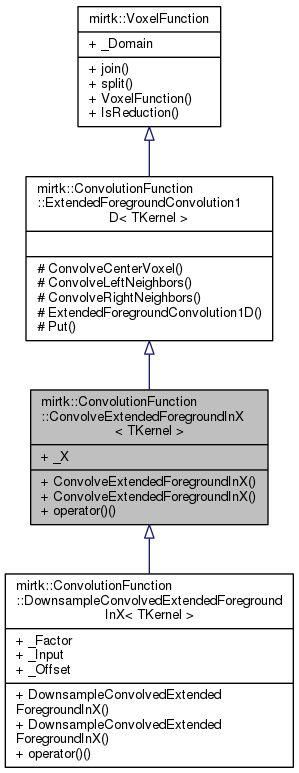 mirtk::VoxelFunction
+ _Domain
+ join()
+ split()
+ VoxelFunction()
+ IsReduction()
mirtk::ConvolutionFunction
::ExtendedForegroundConvolution1
D< TKernel >
# ConvolveCenterVoxel()
# ConvolveLeftNeighbors()
# ConvolveRightNeighbors()
# ExtendedForegroundConvolution1D()
# Put()
mirtk::ConvolutionFunction
::ConvolveExtendedForegroundInX
< TKernel >
+ _X
+ ConvolveExtendedForegroundInX()
+ ConvolveExtendedForegroundInX()
+ operator()()
mirtk::ConvolutionFunction
::DownsampleConvolvedExtendedForeground
InX< TKernel >
+ _Factor
+ _Input
+ _Offset
+ DownsampleConvolvedExtended
ForegroundInX()
+ DownsampleConvolvedExtended
ForegroundInX()
+ operator()()